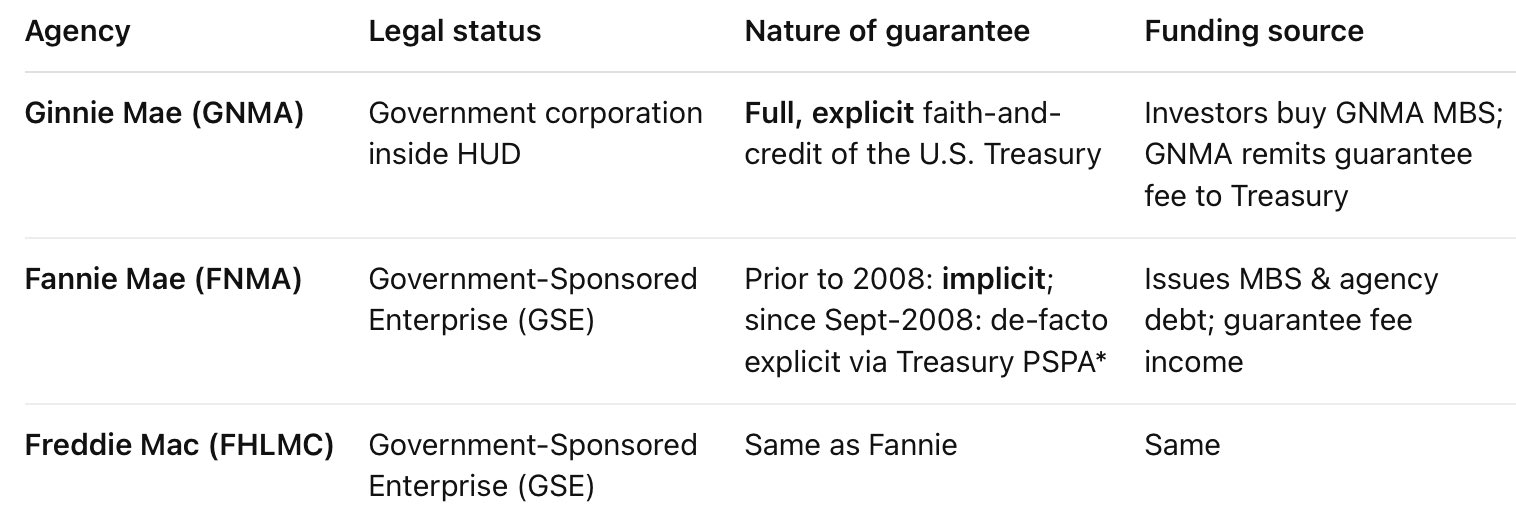 Agency Legal status Nature of guarantee Funding source
Ginnie Mae (GNMA) Government corporation Full, explicit faith-and- Investors buy GNMA MBS;
inside HUD credit of the U.S. Treasury GNMA remits guarantee
fee to Treasury
Fannie Mae (FNMA) Government-Sponsored Prior to 2008: implicit; Issues MBS & agency
Enterprise (GSE) since Sept-2008: de-facto debt; guarantee fee
explicit via Treasury PSPA* income
Freddie Mac (FHLMC) Government-Sponsored Same as Fannie Same
Enterprise (GSE)